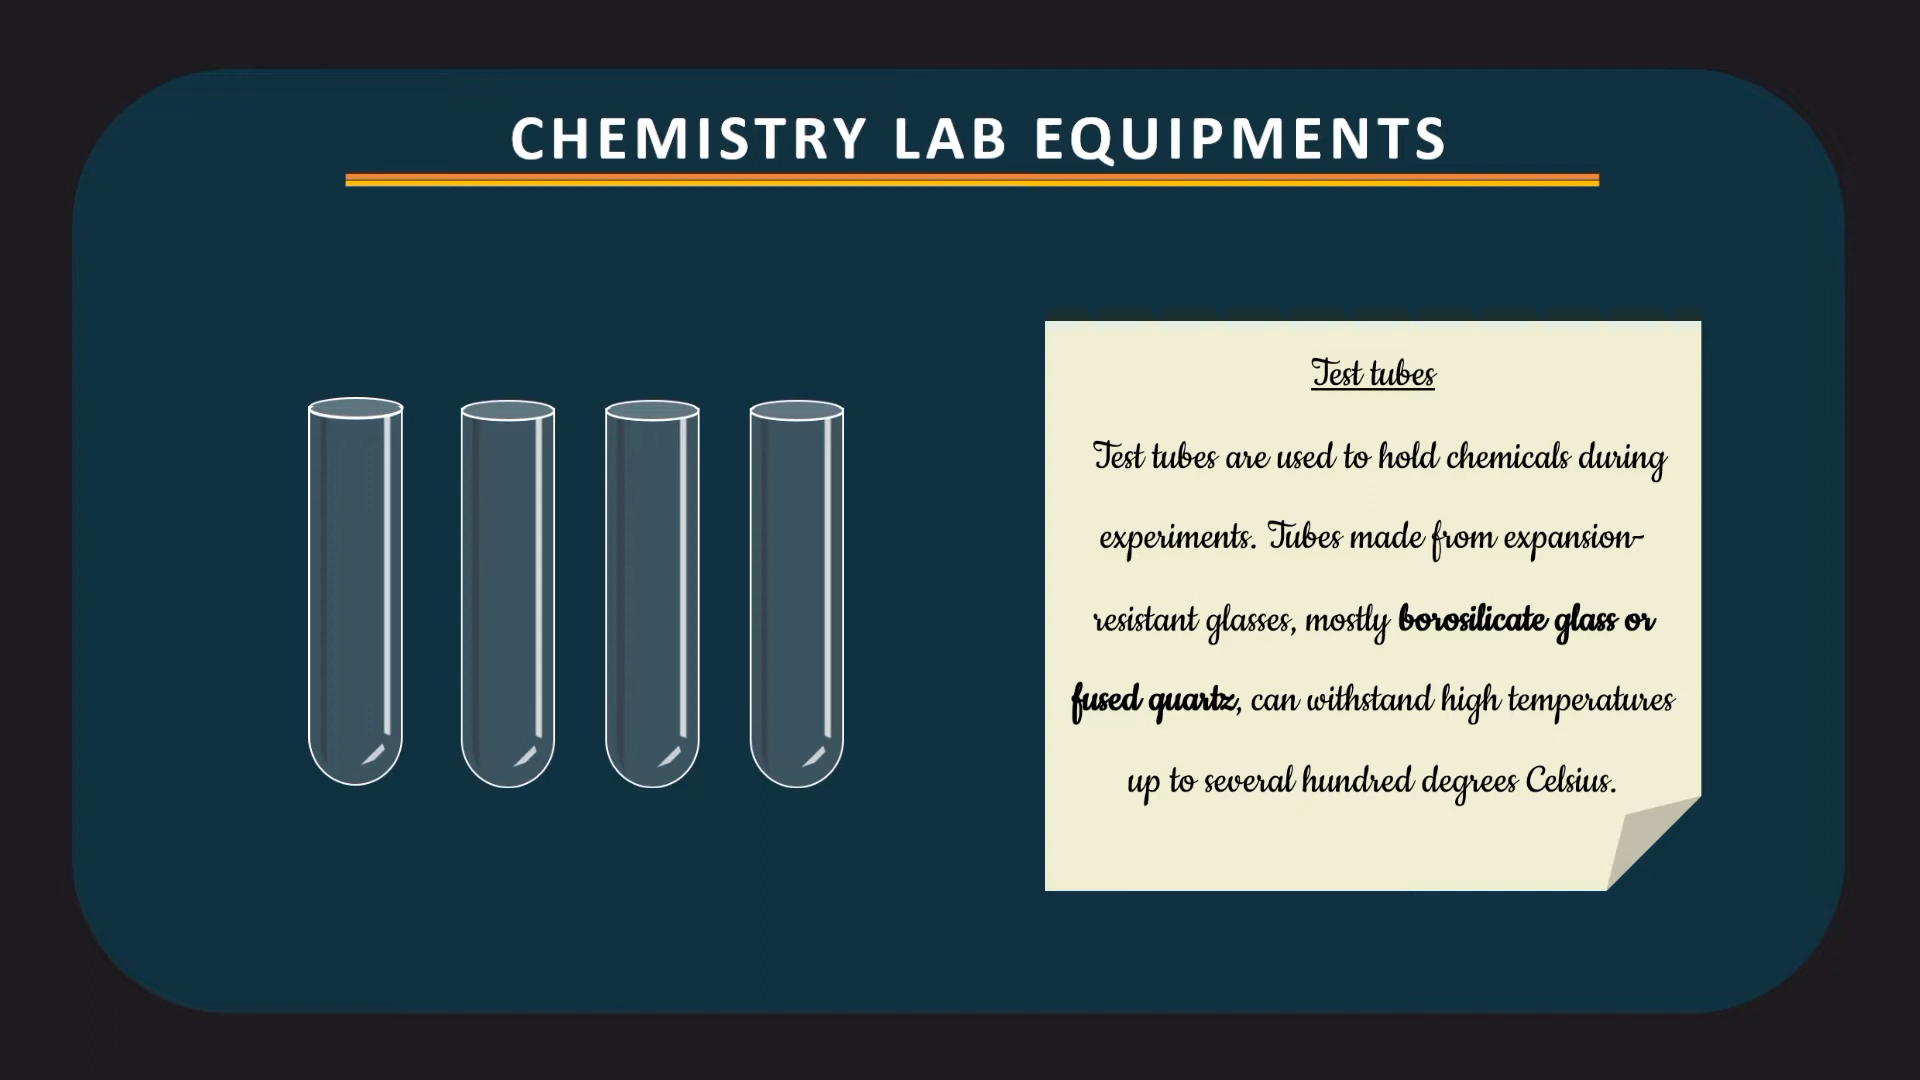 CHEMISTRY LAB EQUIPMENTS
Test tubes
Test tubes are used to hold chemicals during
experiments. Tubes made from expansion-
resistant glasses, mostly borosilicate glass or
fused quartz, can withstand high temperatures
up to several hundred degrees Celsius.